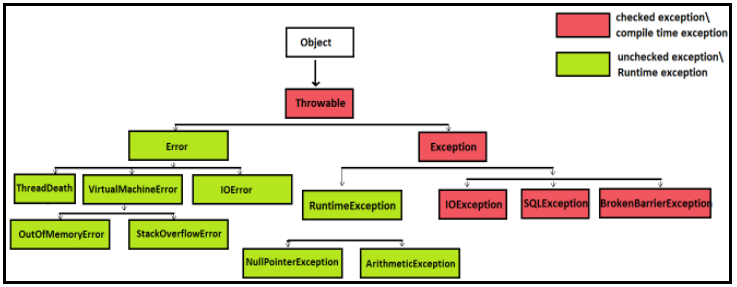 checked exception\
compile time exception
Object
unchecked exception\
Runtime exception
Throwable
Error
Exception
ThreadDeath
VirtualMachineError
IOError
RuntimeException
IOException
SQLException
BrokenBarrierException
OutOfMemoryError
StackOverflowError
NullPointerException
ArithmeticException